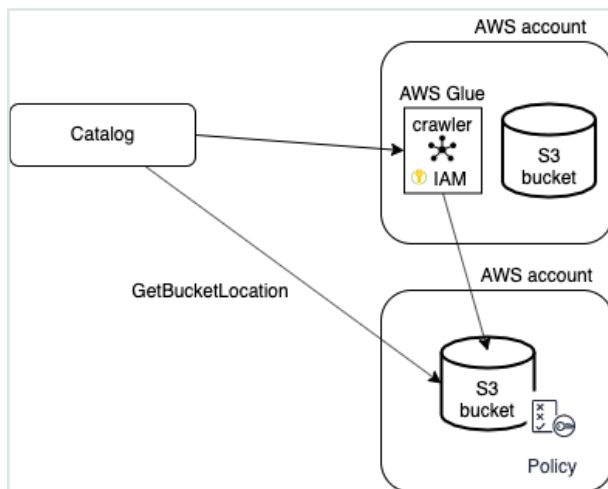 AWS account
AWS Glue
crawler
IAM
S3
bucket
Catalog
AWS account
GetBucketLocation
S3
bucket
Policy